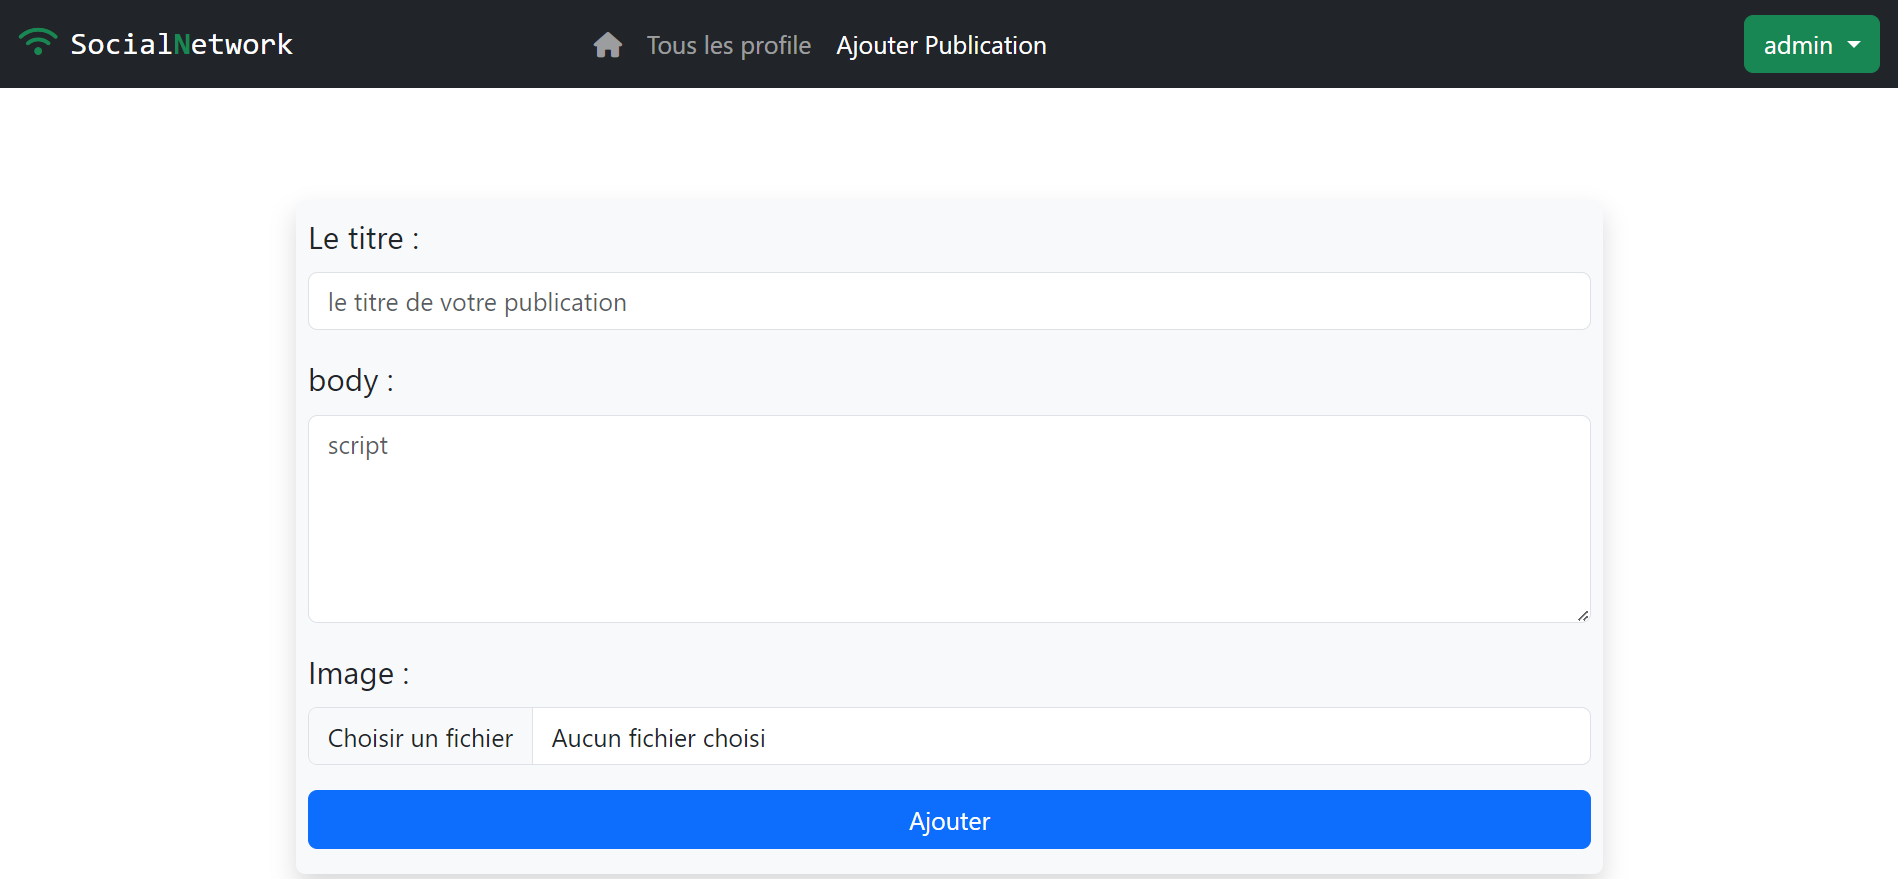 SocialNetwork
Tous les profile
Ajouter Publication
admin
Le titre :
le titre de votre publication
body :
script
Image :
Choisir un fichier Aucun fichier choisi
Ajouter